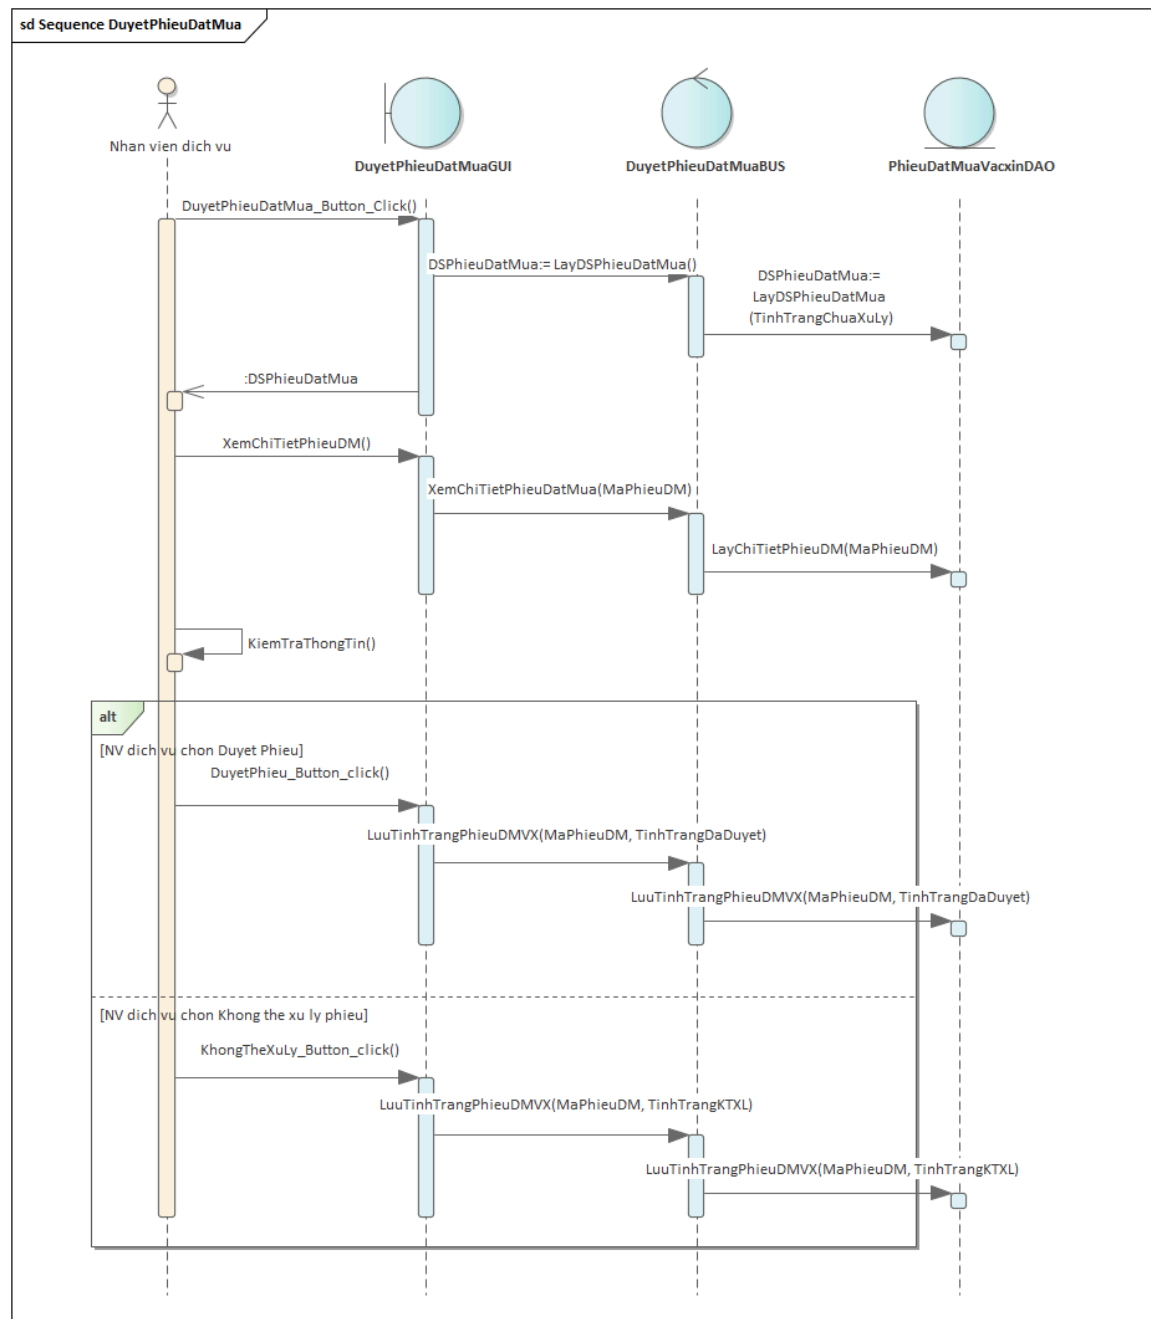 sd Sequence DuyetPhieuDatMua
Nhan vien dich vu
DuyetPhieuDatMuaGUI
DuyetPhieuDatMuaBUS
PhieuDatMuaVacxinDAO
DuyetPhieuDatMua_Button_Click()
DSPhieuDatMua:= LayDSPhieuDatMua()
DSPhieuDatMua:=
LayDSPhieuDatMua
(TinhTrangChuaXuLy)
:DSPhieuDatMua
XemChiTietPhieuDM()
XemChiTietPhieuDatMua(MaPhieuDM)
LayChiTietPhieuDM(MaPhieuDM)
KiemTraThongTin()
alt
[NV dich vu chon Duyet Phieu]
DuyetPhieu_Button_click()
LuuTinhTrangPhieuDMVX(MaPhieuDM, TinhTrangDaDuyet)
LuuTinhTrangPhieuDMVX(MaPhieuDM, TinhTrangDaDuyet)
[NV dich vu chon Khong the xu ly phieu]
KhongTheXuLy_Button_click()
LuuTinhTrangPhieuDMVX(MaPhieuDM, TinhTrangKTXL)
LuuTinhTrangPhieuDMVX(MaPhieuDM, TinhTrangKTXL)